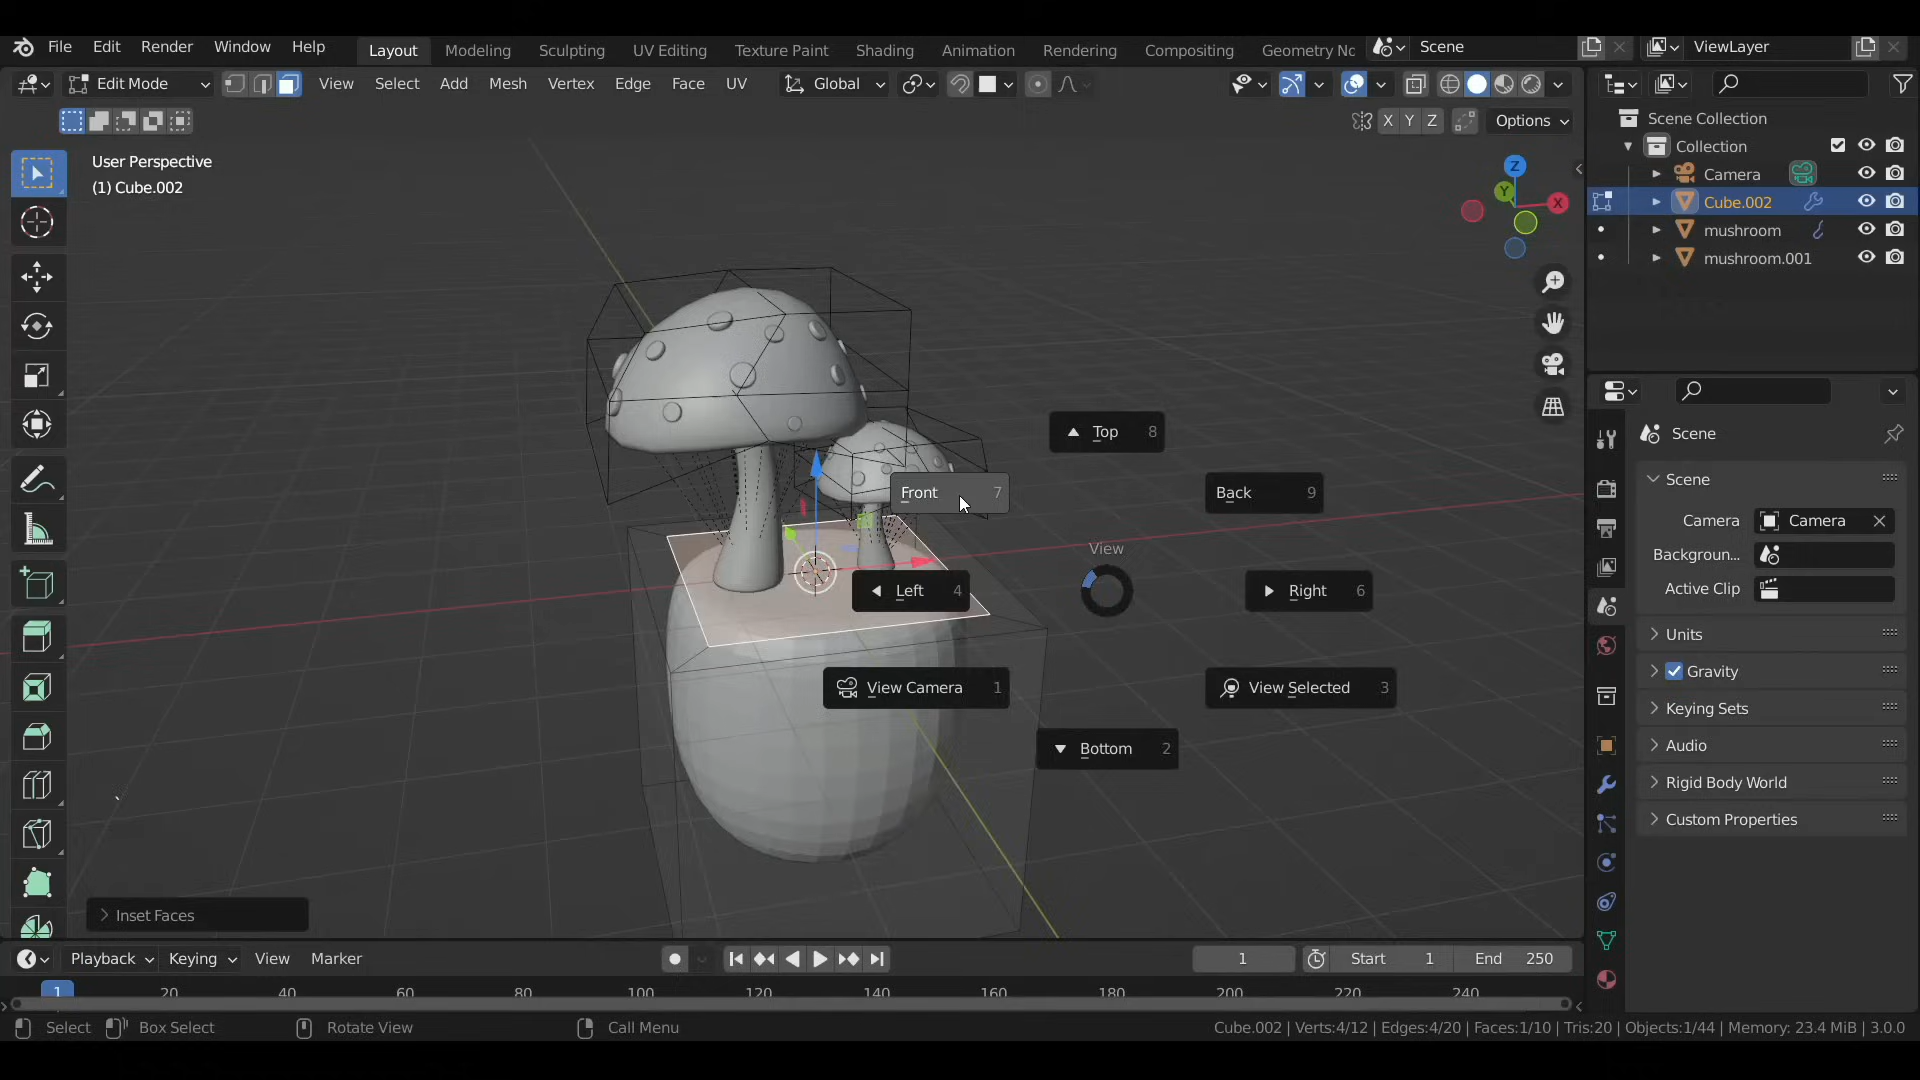 File Edit Render Window Help Layout Modeling Sculpting UV Editing Texture Paint Shading Animation Rendering Compositing Geometry Nc Scene ViewLayer
Edit Mode View Select Add Mesh Vertex Edge Face UV Global
X Y Z Options
User Perspective
(1) Cube.002
Z
Y
X
Scene Collection
Collection
Camera
Cube.002
mushroom
mushroom.001
Top 8
Front 7
Back 9
View
Left 4
Right 6
View Camera 1
View Selected 3
Bottom 2
Inset Faces
Scene
Scene
Camera Camera
Backgroun...
Active Clip
Units
Gravity
Keying Sets
Audio
Rigid Body World
Custom Properties
Playback Keying View Marker 1 Start 1 End 250
1 20 40 60 80 100 120 140 160 180 200 220 240
Select Box Select Rotate View Call Menu Cube.002 | Verts:4/12 | Edges:4/20 | Faces:1/10 | Tris:20 | Objects:1/44 | Memory: 23.4 MiB | 3.0.0